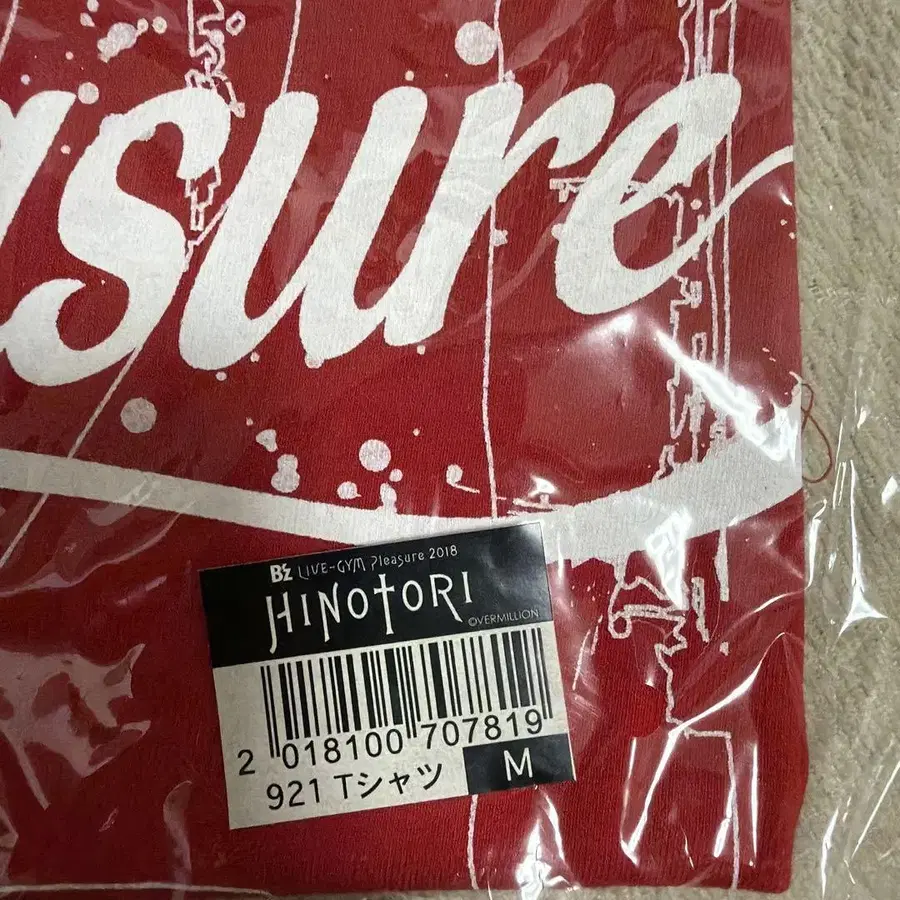 asure
B'z LIVE-GYM Pleasure 2018
HINOTORI
©VERMILLION
2 018100 707819
921 Tシャツ
M